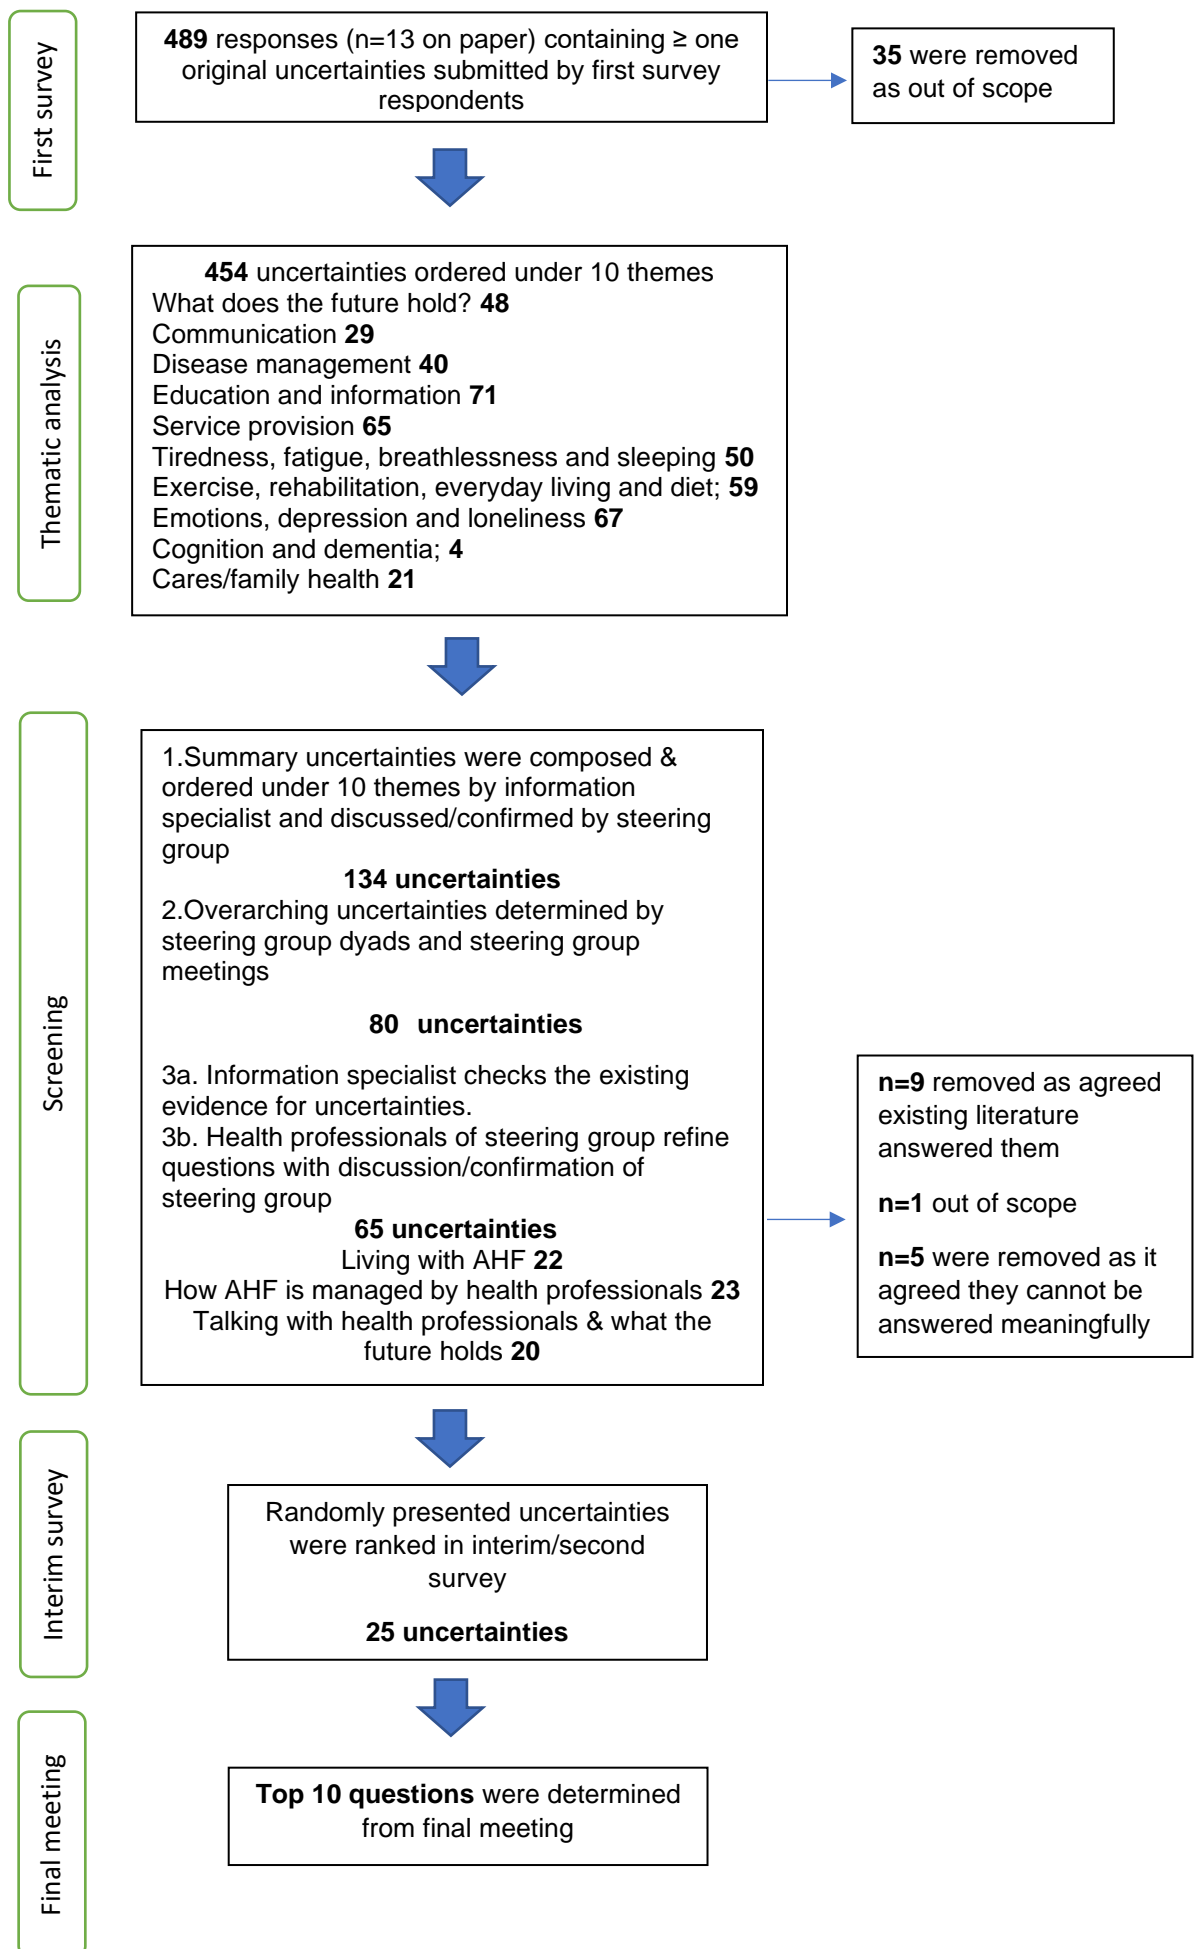 First survey
489 responses (n=13 on paper) containing ≥ one
original uncertainties submitted by first survey
respondents
35 were removed
as out of scope
Thematic analysis
454 uncertainties ordered under 10 themes
What does the future hold? 48
Communication 29
Disease management 40
Education and information 71
Service provision 65
Tiredness, fatigue, breathlessness and sleeping 50
Exercise, rehabilitation, everyday living and diet; 59
Emotions, depression and loneliness 67
Cognition and dementia; 4
Cares/family health 21
Screening
1.Summary uncertainties were composed &
ordered under 10 themes by information
specialist and discussed/confirmed by steering
group
134 uncertainties
2.Overarching uncertainties determined by
steering group dyads and steering group
meetings
80 uncertainties
3a. Information specialist checks the existing
evidence for uncertainties.
3b. Health professionals of steering group refine
questions with discussion/confirmation of
steering group
65 uncertainties
Living with AHF 22
How AHF is managed by health professionals 23
Talking with health professionals & what the
future holds 20
n=9 removed as agreed
existing literature
answered them
n=1 out of scope
n=5 were removed as it
agreed they cannot be
answered meaningfully
Interim survey
Randomly presented uncertainties
were ranked in interim/second
survey
25 uncertainties
Final meeting
Top 10 questions were determined
from final meeting